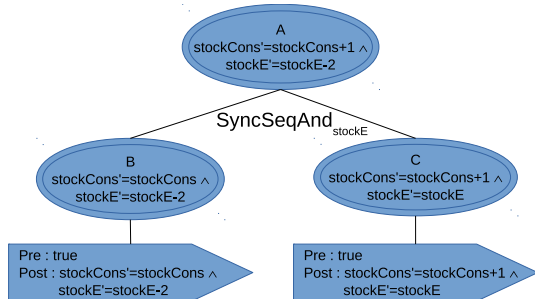 A
stockCons'=stockCons+1 ∧
stockE'=stockE-2
SyncSeqAnd stockE
B
stockCons'=stockCons ∧
stockE'=stockE-2
C
stockCons'=stockCons+1 ∧
stockE'=stockE
Pre : true
Post : stockCons'=stockCons ∧
stockE'=stockE-2
Pre : true
Post : stockCons'=stockCons+1 ∧
stockE'=stockE